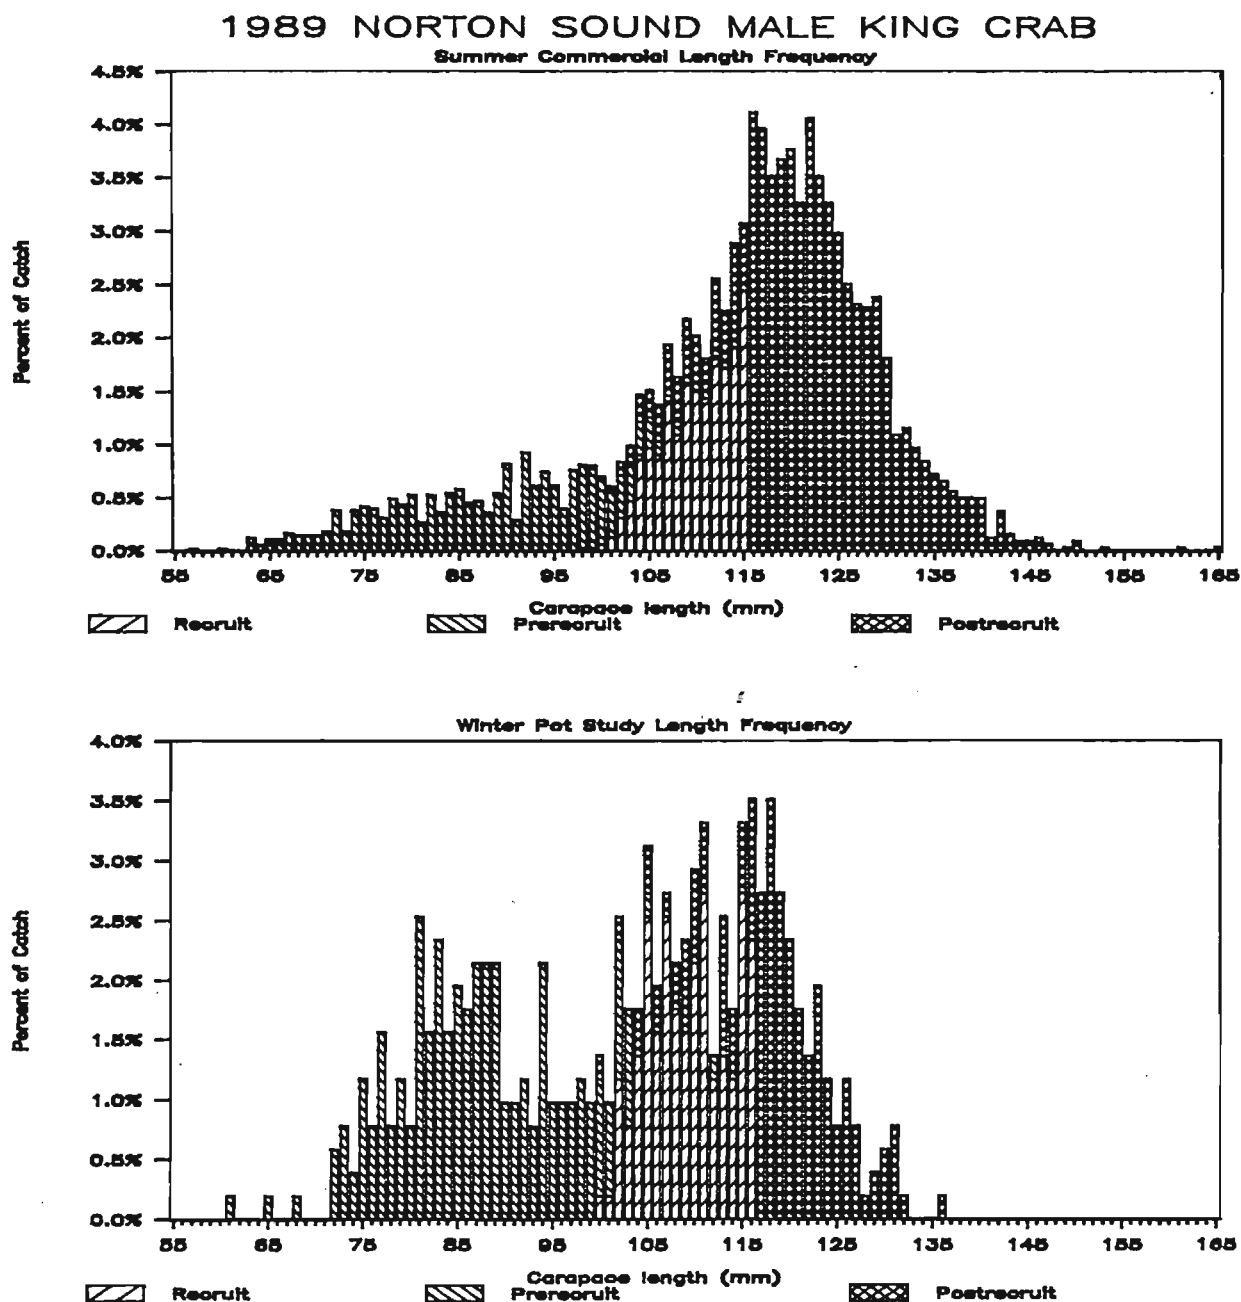 1989 NORTON SOUND MALE KING CRAB
Summer Commercial Length Frequency
4.5%
4.0%
3.5%
3.0%
2.5%
2.0%
1.5%
1.0%
0.5%
0.0%
Percent of Catch
55 65 75 85 95 105 115 125 135 145 155 165
Carapace length (mm)
Recruit Prerecruit Postrecruit
Winter Pot Study Length Frequency
4.0%
3.5%
3.0%
2.5%
2.0%
1.5%
1.0%
0.5%
0.0%
Percent of Catch
55 65 75 85 95 105 115 125 135 145 155 165
Carapace length (mm)
Recruit Prerecruit Postrecruit